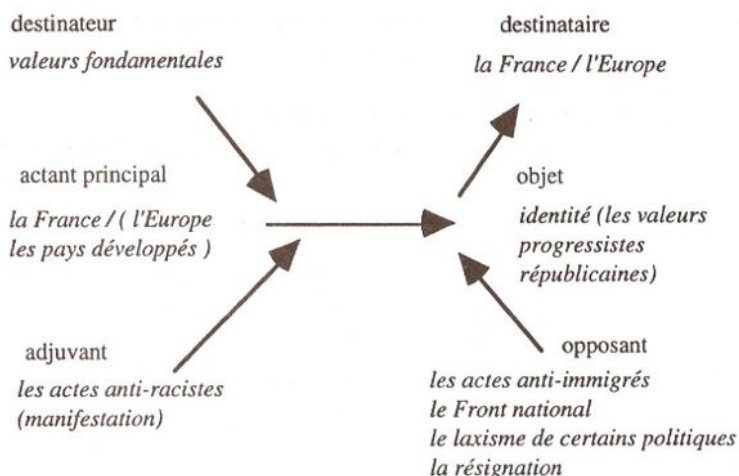 destinateur
valeurs fondamentales
destinataire
la France / l'Europe
actant principal
la France / ( l'Europe
les pays développés )
objet
identité (les valeurs
progressistes
républicaines)
adjuvant
les actes anti-racistes
(manifestation)
opposant
les actes anti-immigrés
le Front national
le laxisme de certains politiques
la résignation